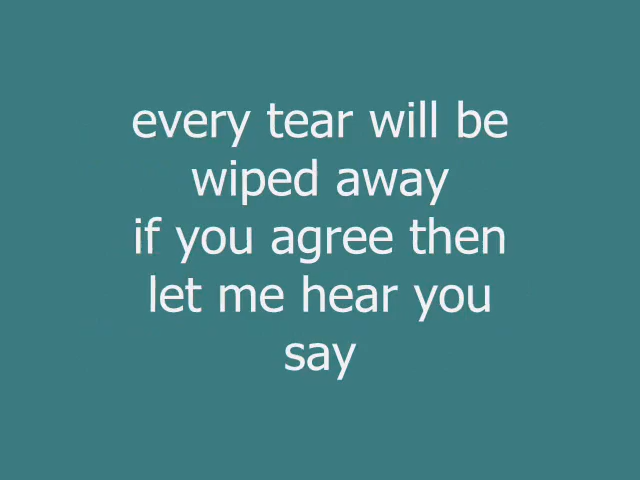 every tear will be
wiped away
if you agree then
let me hear you
say